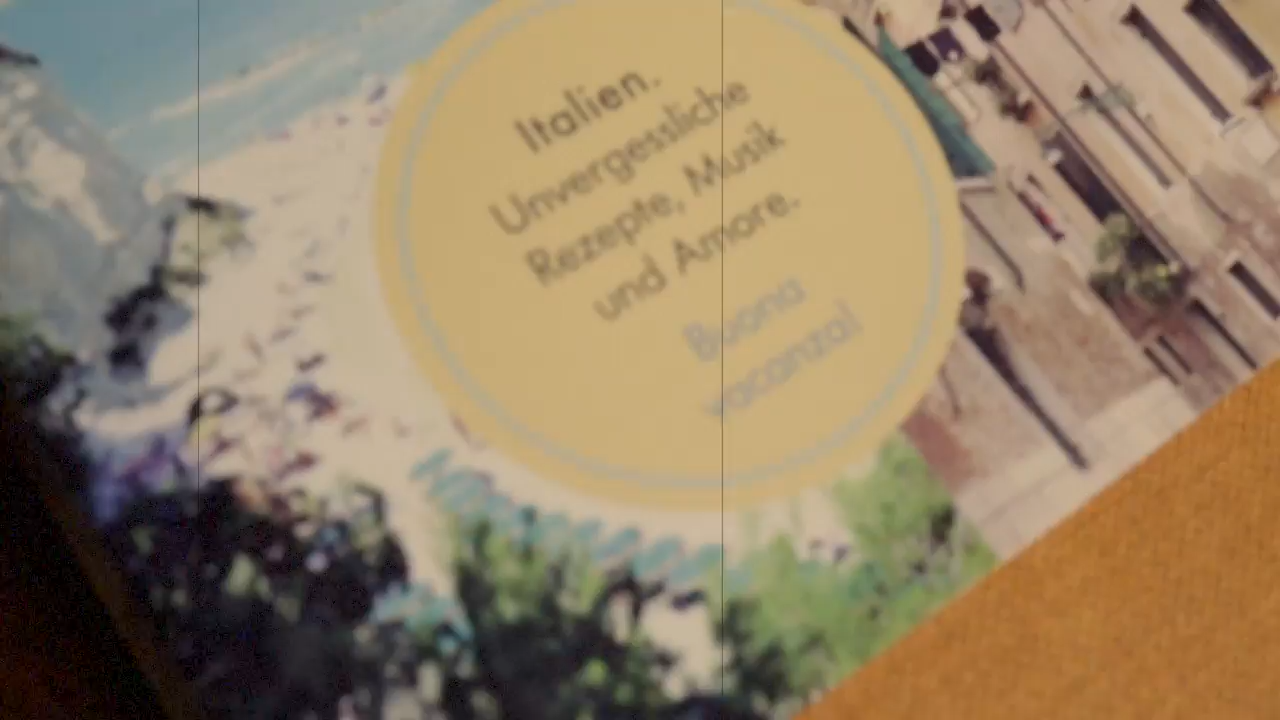 Italien.
Unvergessliche
Rezepte, Musik
und Amore.
Buona
vacanza!